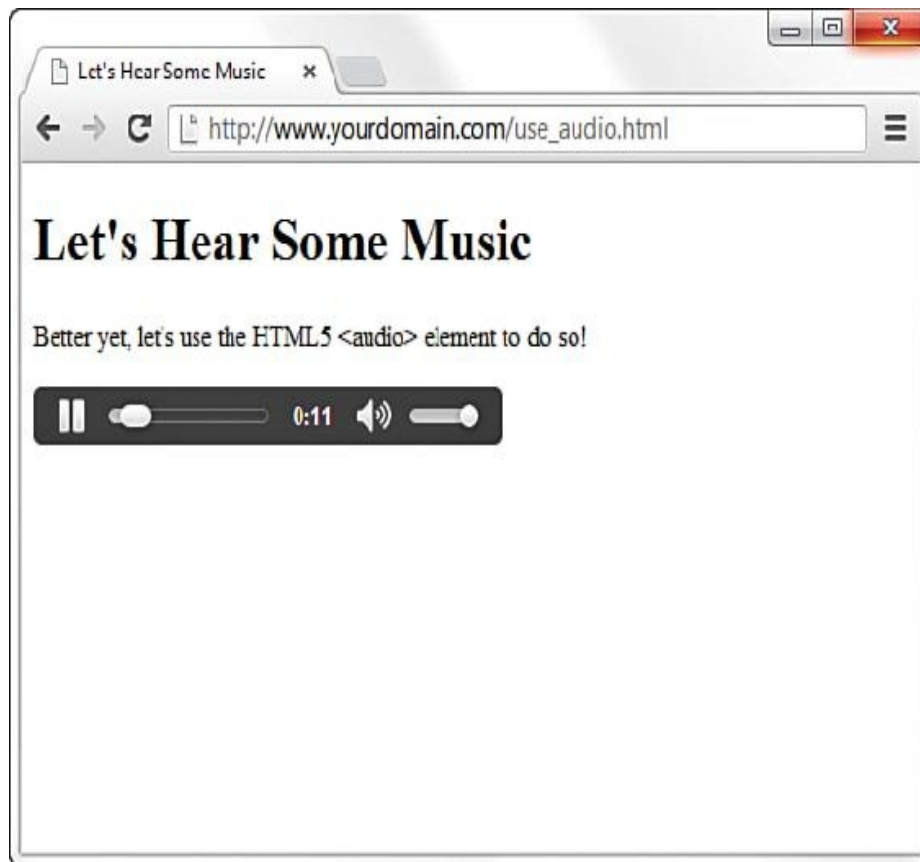 Let's Hear Some Music
http://www.yourdomain.com/use_audio.html
Let's Hear Some Music
Better yet, let's use the HTML5 <audio> element to do so!
0:11